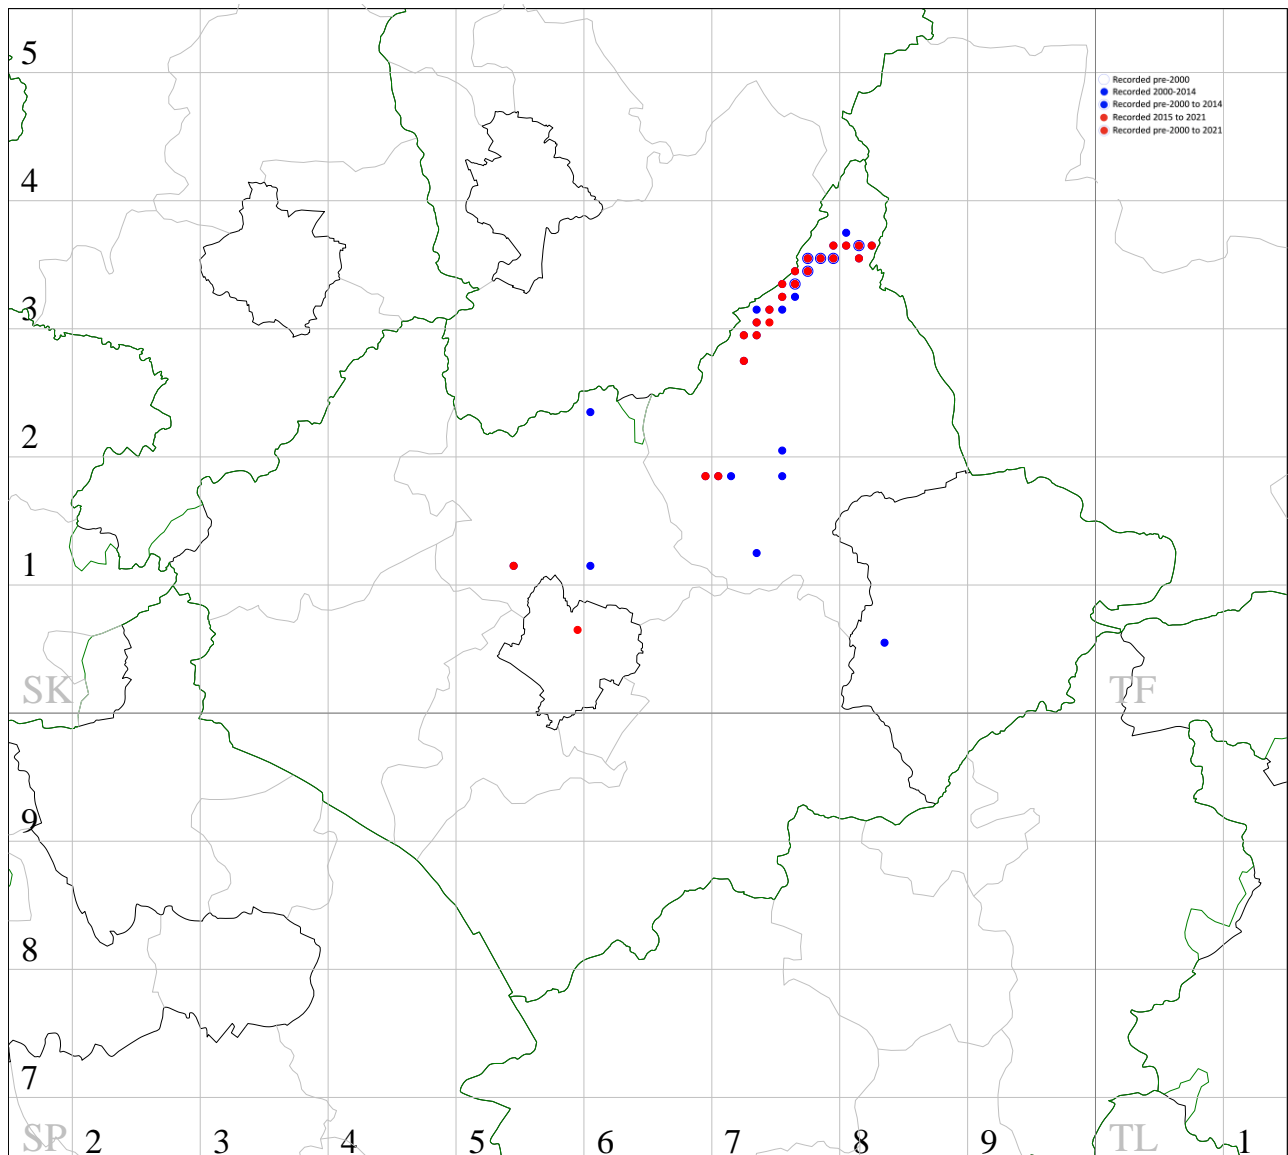 5
Recorded pre-2000
Recorded 2000-2014
Recorded pre-2000 to 2014
Recorded 2015 to 2021
Recorded pre-2000 to 2021
4
3
2
1
SK
TF
9
8
7
SP 2 3 4 5 6 7 8 9 TL 1